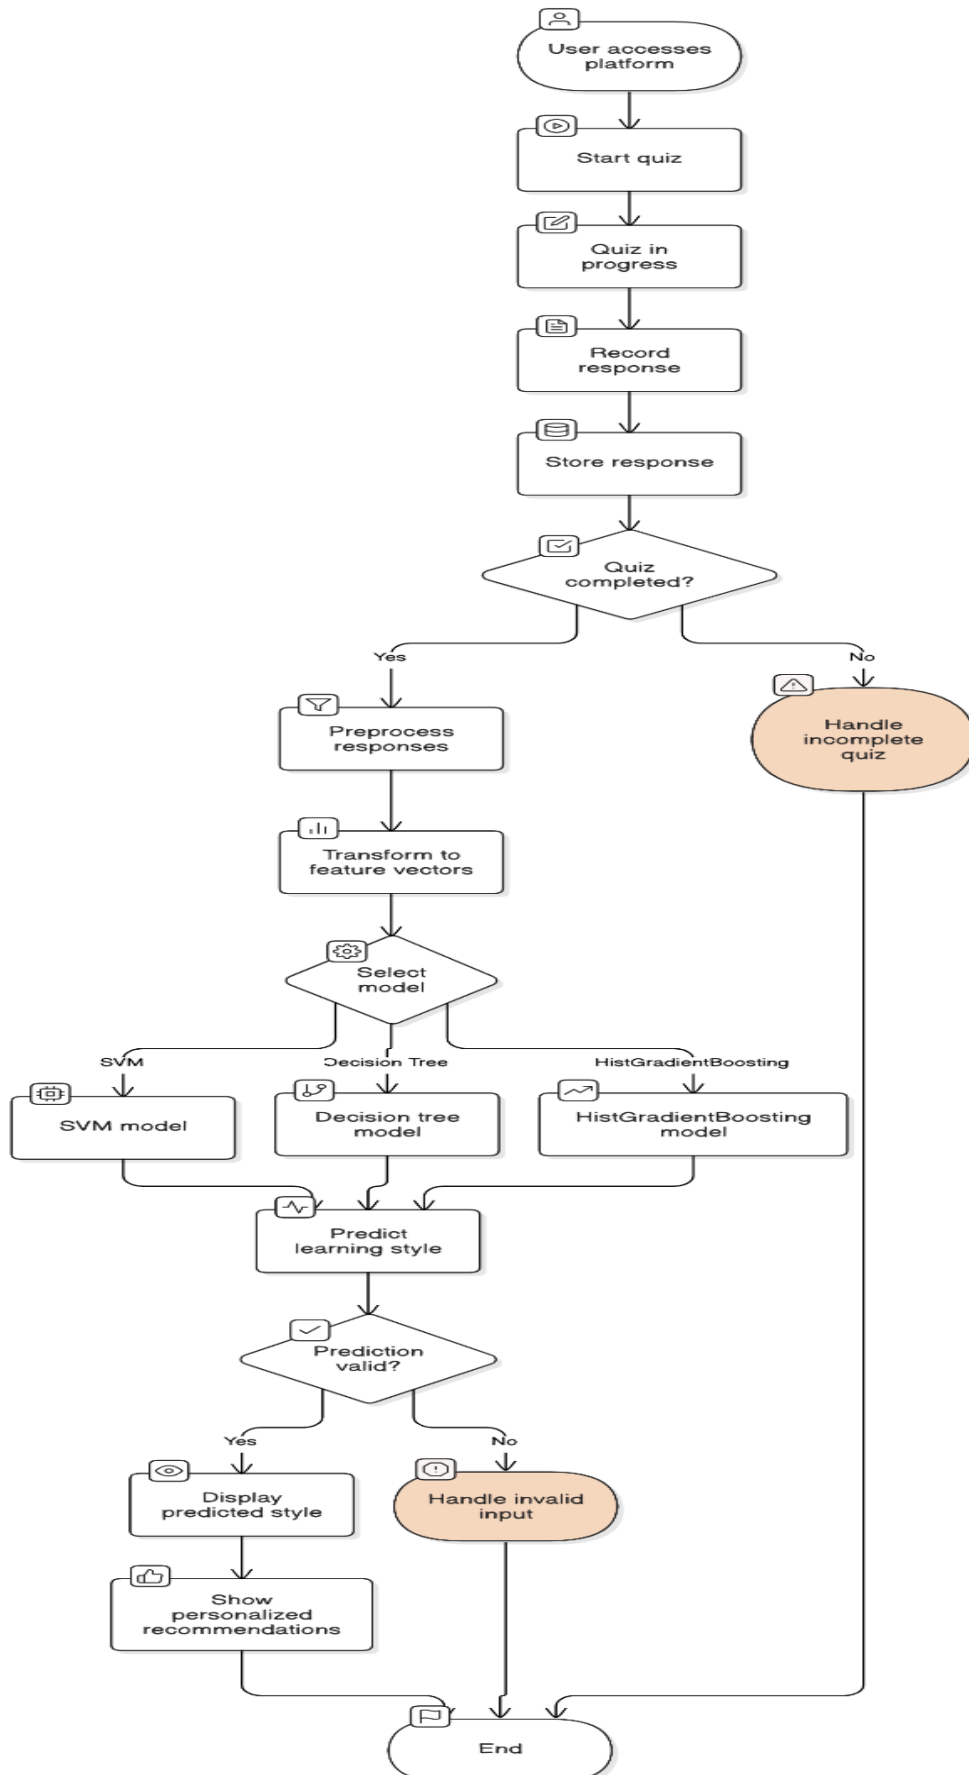 User accesses
platform
Start quiz
Quiz in
progress
Record
response
Store response
Quiz
completed?
Yes
No
Preprocess
responses
Handle
incomplete
quiz
Transform to
feature vectors
Select
model
SVM
Decision Tree
HistGradientBoosting
SVM model
Decision tree
model
HistGradientBoosting
model
Predict
learning style
Prediction
valid?
Yes
No
Display
predicted style
Handle invalid
input
Show
personalized
recommendations
End